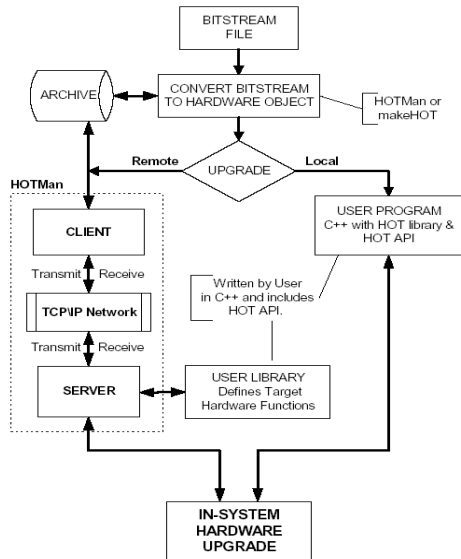 BITSTREAM
FILE
ARCHIVE
CONVERT BITSTREAM
TO HARDWARE OBJECT
HOTMan or
makeHOT
Remote
UPGRADE
Local
HOTMan
CLIENT
USER PROGRAM
C++ with HOT library &
HOT API
Transmit Receive
Written by User
in C++ and includes
HOT API.
TCP\IP Network
Transmit Receive
SERVER
USER LIBRARY
Defines Target
Hardware Functions
IN-SYSTEM
HARDWARE
UPGRADE